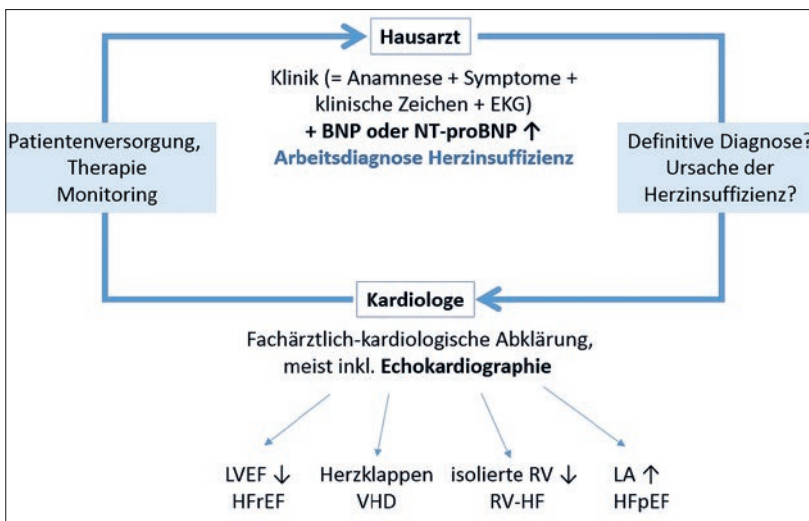 Hausarzt
Klinik (= Anamnese + Symptome +
klinische Zeichen + EKG)
+ BNP oder NT-proBNP ↑
Arbeitsdiagnose Herzinsuffizienz
Patientenversorgung,
Therapie
Monitoring
Definitive Diagnose?
Ursache der
Herzinsuffizienz?
Kardiologe
Fachärztlich-kardiologische Abklärung,
meist inkl. Echokardiographie
LVEF ↓
HFrEF
Herzklappen
VHD
isolierte RV ↓
RV-HF
LA ↑
HFpEF